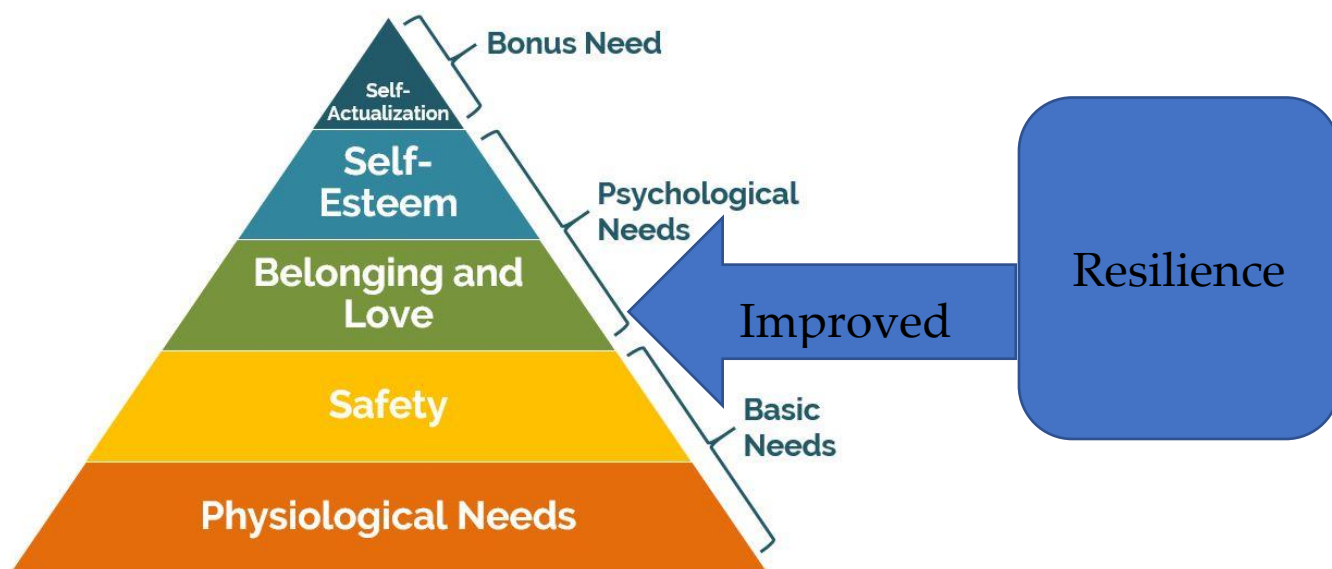 Bonus Need
Self-
Actualization
Self-
Esteem
Psychological
Needs
Belonging and
Love
Improved
Resilience
Safety
Basic
Needs
Physiological Needs